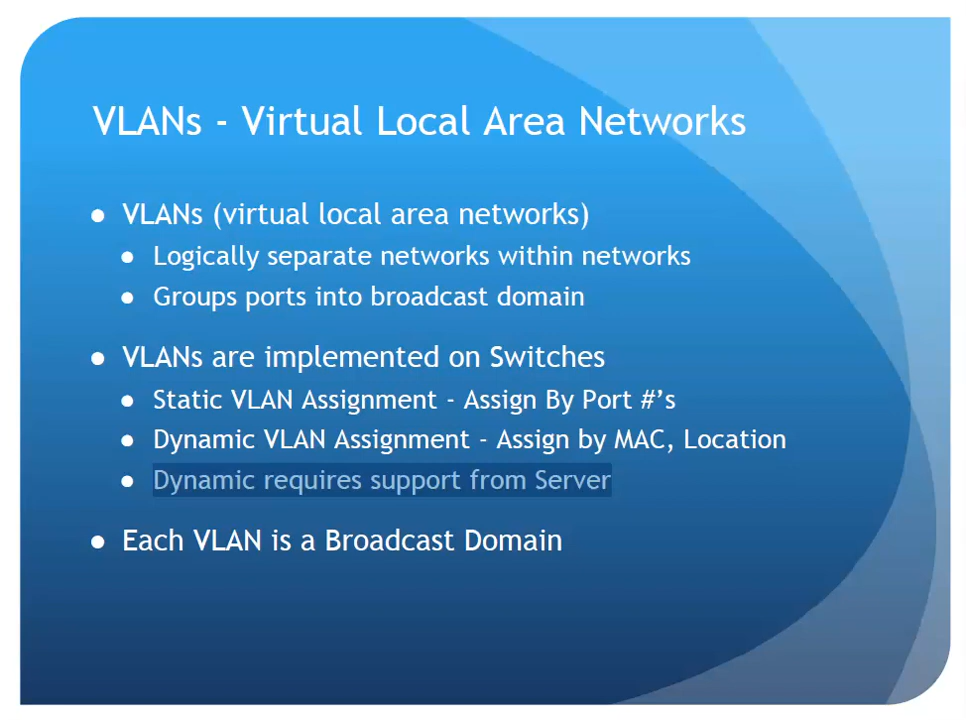 VLANs - Virtual Local Area Networks
● VLANs (virtual local area networks)
● Logically separate networks within networks
● Groups ports into broadcast domain
● VLANs are implemented on Switches
● Static VLAN Assignment - Assign By Port #’s
● Dynamic VLAN Assignment - Assign by MAC, Location
● Dynamic requires support from Server
● Each VLAN is a Broadcast Domain